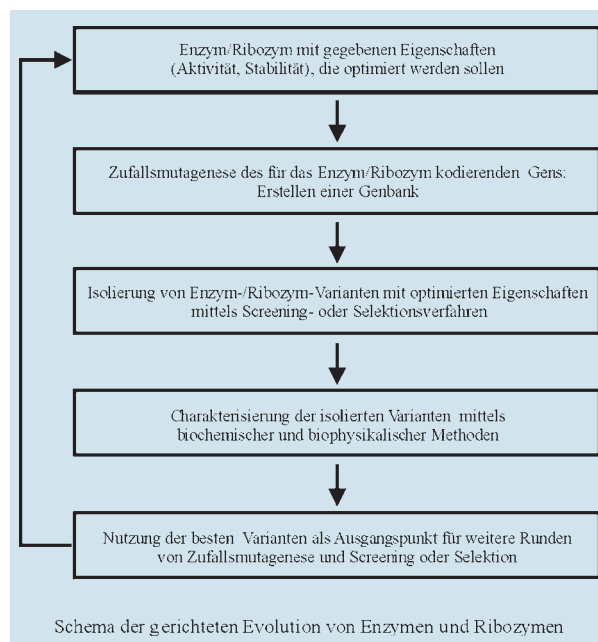 Enzym/Ribozym mit gegebenen Eigenschaften
(Aktivität, Stabilität), die optimiert werden sollen
Zufallsmutagenese des für das Enzym/Ribozym kodierenden Gens:
Erstellen einer Genbank
Isolierung von Enzym-/Ribozym-Varianten mit optimierten Eigenschaften
mittels Screening- oder Selektionsverfahren
Charakterisierung der isolierten Varianten mittels
biochemischer und biophysikalischer Methoden
Nutzung der besten Varianten als Ausgangspunkt für weitere Runden
von Zufallsmutagenese und Screening oder Selektion
Schema der gerichteten Evolution von Enzymen und Ribozymen